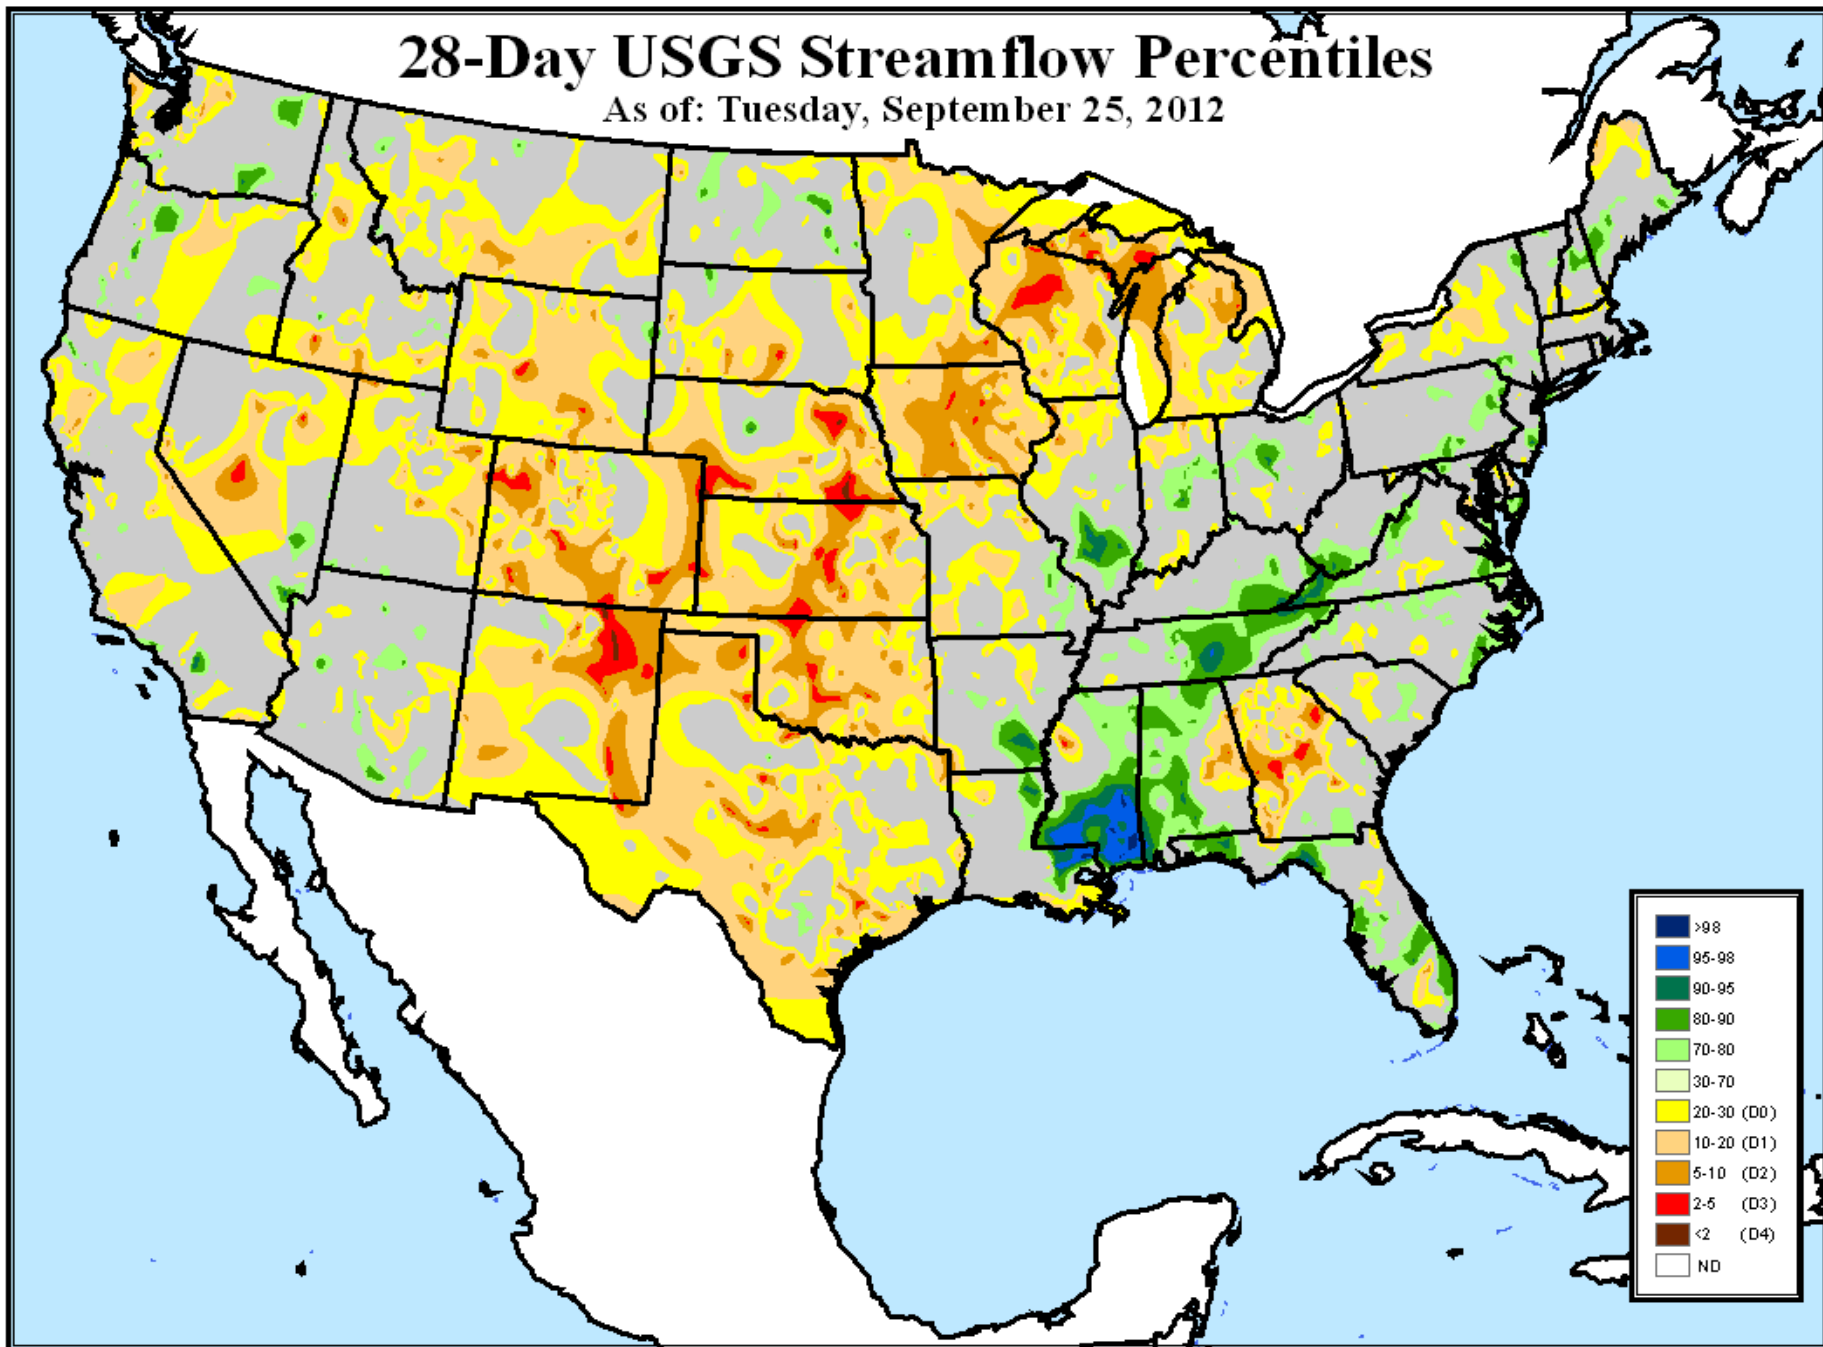 28-Day USGS Streamflow Percentiles
As of: Tuesday, September 25, 2012
>98
95-98
90-95
80-90
70-80
30-70
20-30 (D0)
10-20 (D1)
5-10 (D2)
2-5 (D3)
<2 (D4)
ND